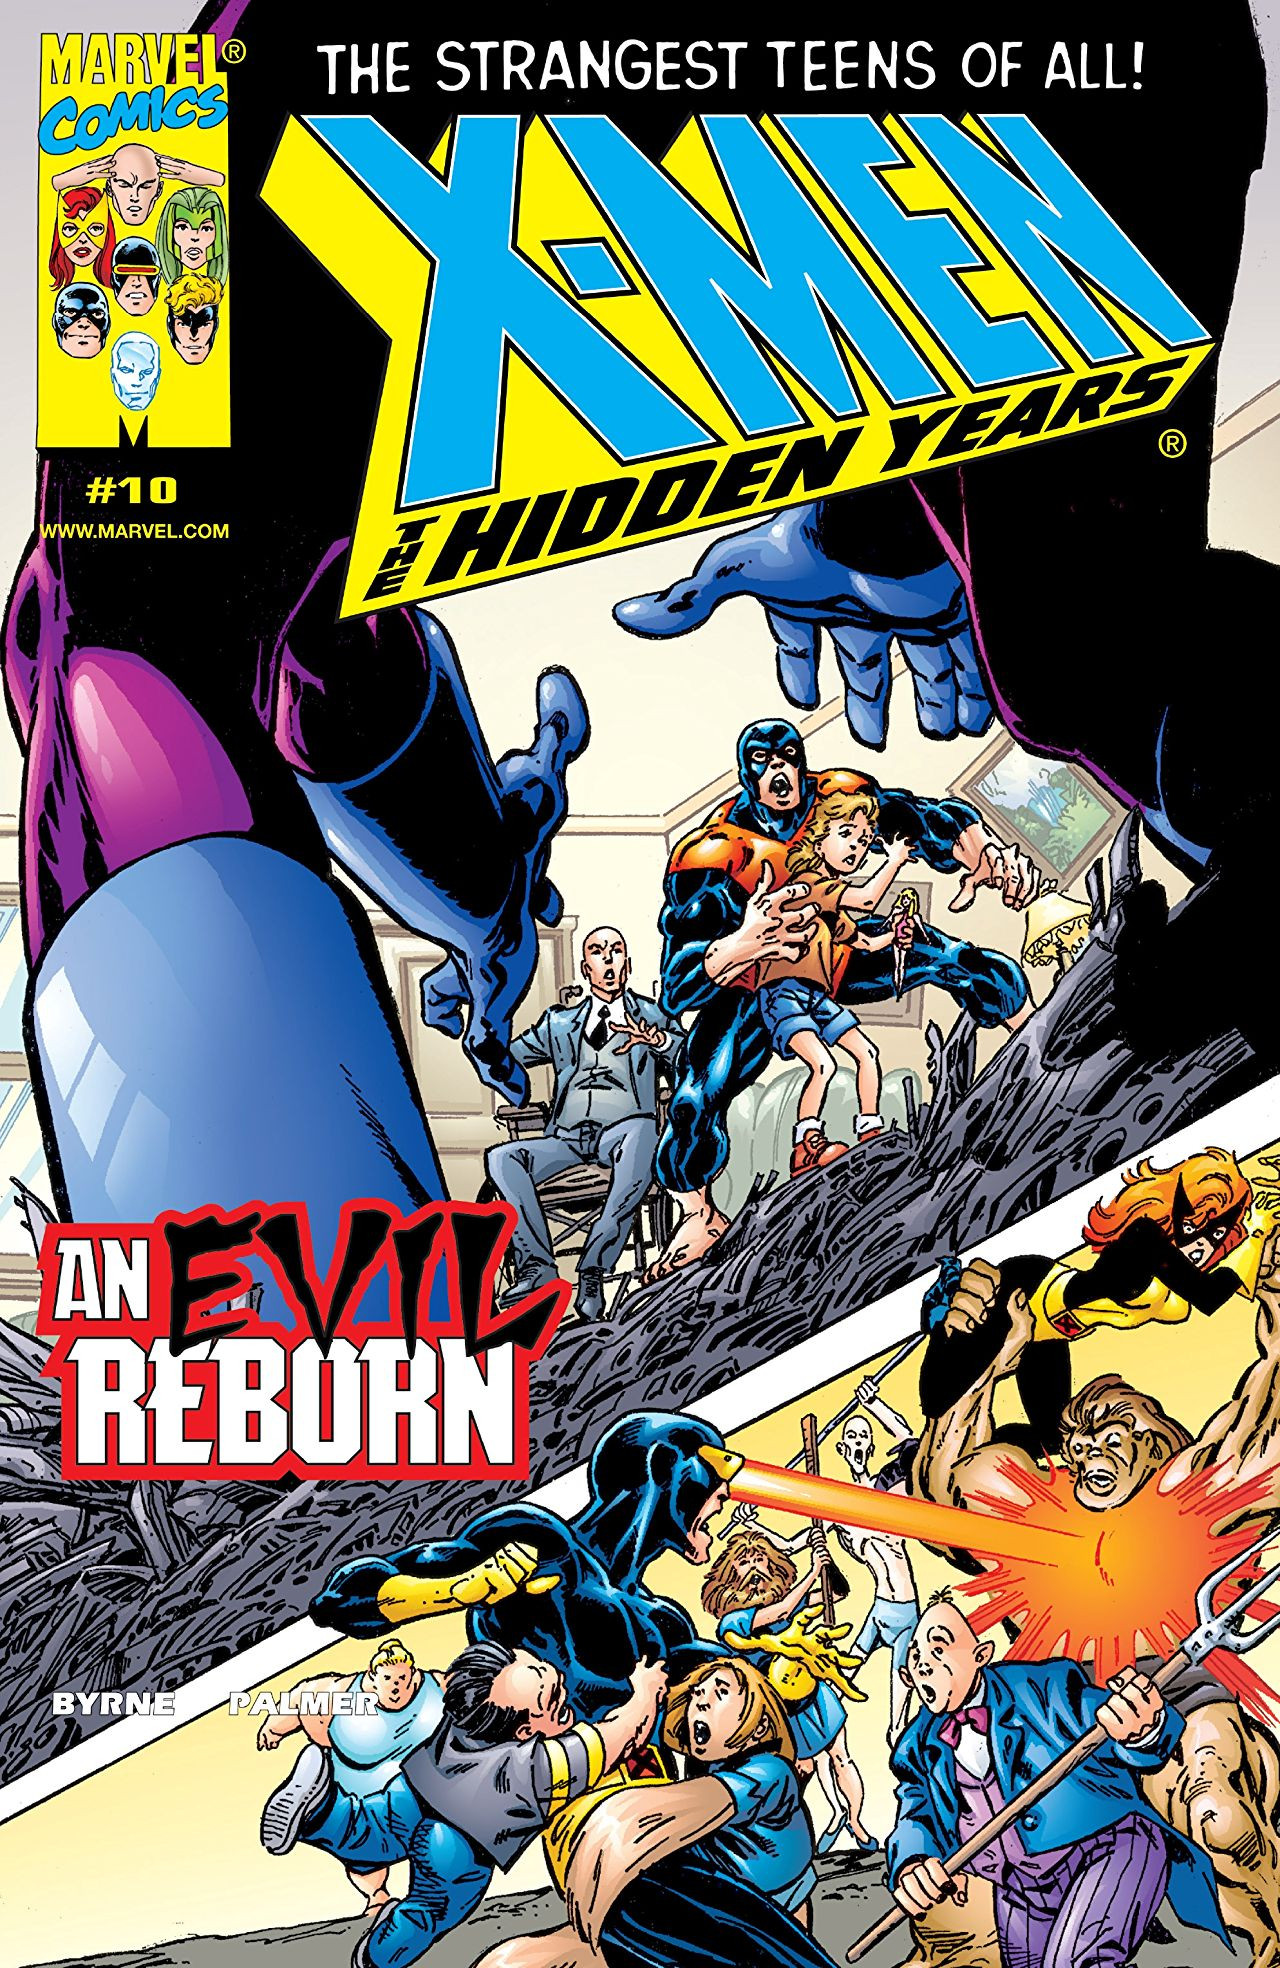 MARVEL®
COMICS
THE STRANGEST TEENS OF ALL!
X-MEN
THE HIDDEN YEARS
®
M
#10
WWW.MARVEL.COM
AN EVIL
REBORN
BYRNE PALMER